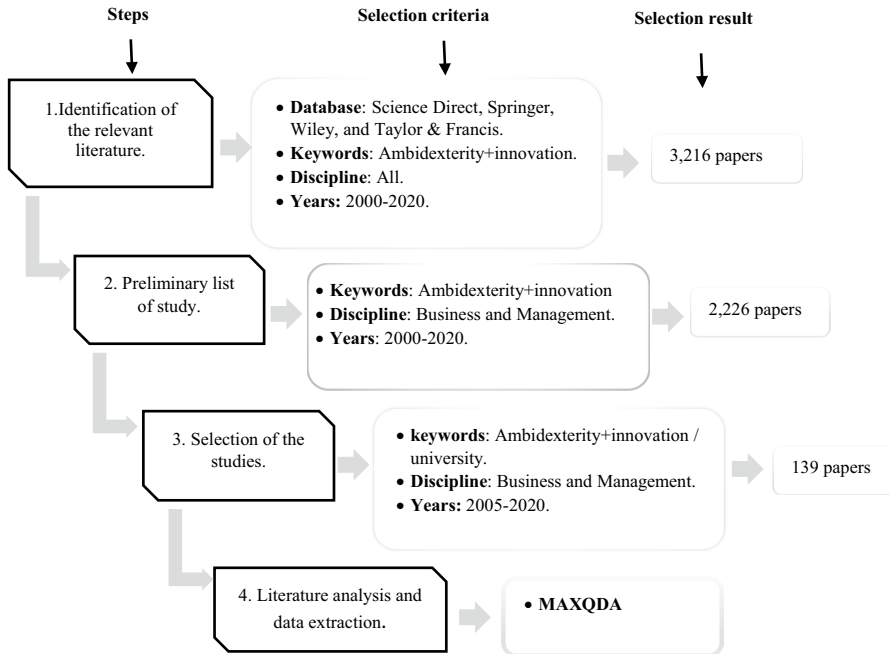 Steps
Selection criteria
Selection result
1.Identification of
the relevant
literature.
• Database: Science Direct, Springer,
Wiley, and Taylor & Francis.
• Keywords: Ambidexterity+innovation.
• Discipline: All.
• Years: 2000-2020.
3,216 papers
2. Preliminary list
of study.
• Keywords: Ambidexterity+innovation
• Discipline: Business and Management.
• Years: 2000-2020.
2,226 papers
3. Selection of the
studies.
• keywords: Ambidexterity+innovation /
university.
• Discipline: Business and Management.
• Years: 2005-2020.
139 papers
4. Literature analysis and
data extraction.
• MAXQDA